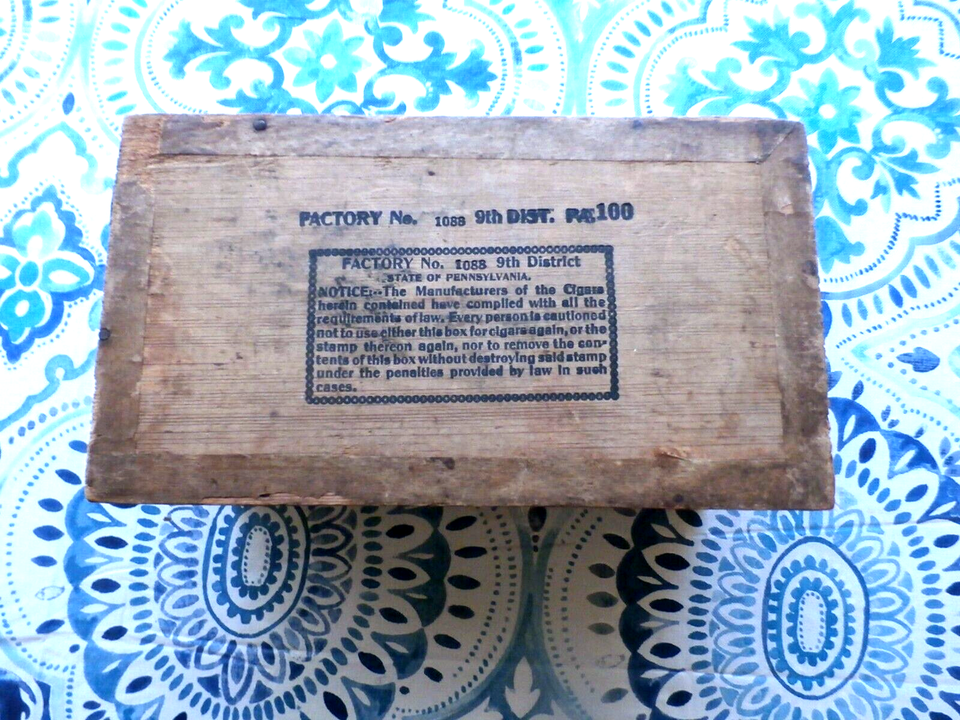 FACTORY No. 1088 9th DIST. PA. 100
FACTORY No. 1088 9th District
STATE OF PENNSYLVANIA.
NOTICE:--The Manufacturers of the Cigars
herein contained have complied with all the
requirements of law. Every person is cautioned
not to use either this box for cigars again, or the
stamp thereon again, nor to remove the con-
tents of this box without destroying said stamp
under the penalties provided by law in such
cases.